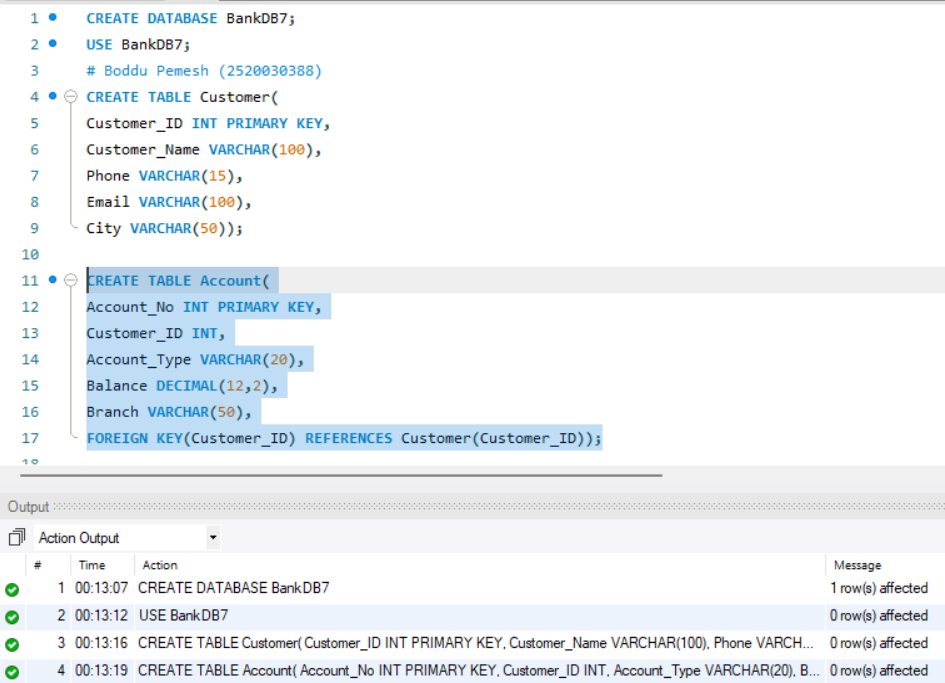 1 CREATE DATABASE BankDB7;
2 USE BankDB7;
3 # Boddu Pemesh (2520030388)
4 CREATE TABLE Customer(
5 Customer_ID INT PRIMARY KEY,
6 Customer_Name VARCHAR(100),
7 Phone VARCHAR(15),
8 Email VARCHAR(100),
9 City VARCHAR(50));
10
11 CREATE TABLE Account(
12 Account_No INT PRIMARY KEY,
13 Customer_ID INT,
14 Account_Type VARCHAR(20),
15 Balance DECIMAL(12,2),
16 Branch VARCHAR(50),
17 FOREIGN KEY(Customer_ID) REFERENCES Customer(Customer_ID));
18
Output
Action Output
# Time Action Message
1 00:13:07 CREATE DATABASE BankDB7 1 row(s) affected
2 00:13:12 USE BankDB7 0 row(s) affected
3 00:13:16 CREATE TABLE Customer( Customer_ID INT PRIMARY KEY, Customer_Name VARCHAR(100), Phone VARCH... 0 row(s) affected
4 00:13:19 CREATE TABLE Account( Account_No INT PRIMARY KEY, Customer_ID INT, Account_Type VARCHAR(20), B... 0 row(s) affected